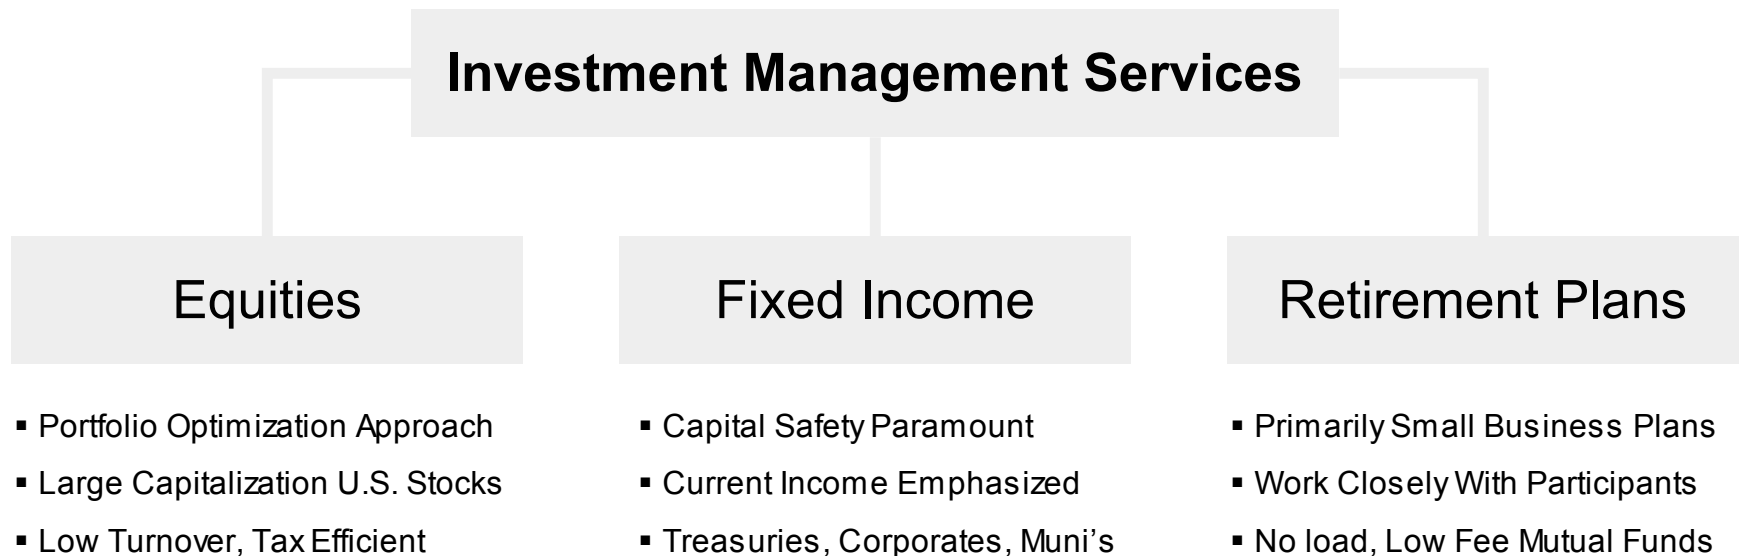 Investment Management Services
Equities
Fixed Income
Retirement Plans
▪ Portfolio Optimization Approach
▪ Large Capitalization U.S. Stocks
▪ Low Turnover, Tax Efficient
▪ Capital Safety Paramount
▪ Current Income Emphasized
▪ Treasuries, Corporates, Muni’s
▪ Primarily Small Business Plans
▪ Work Closely With Participants
▪ No load, Low Fee Mutual Funds